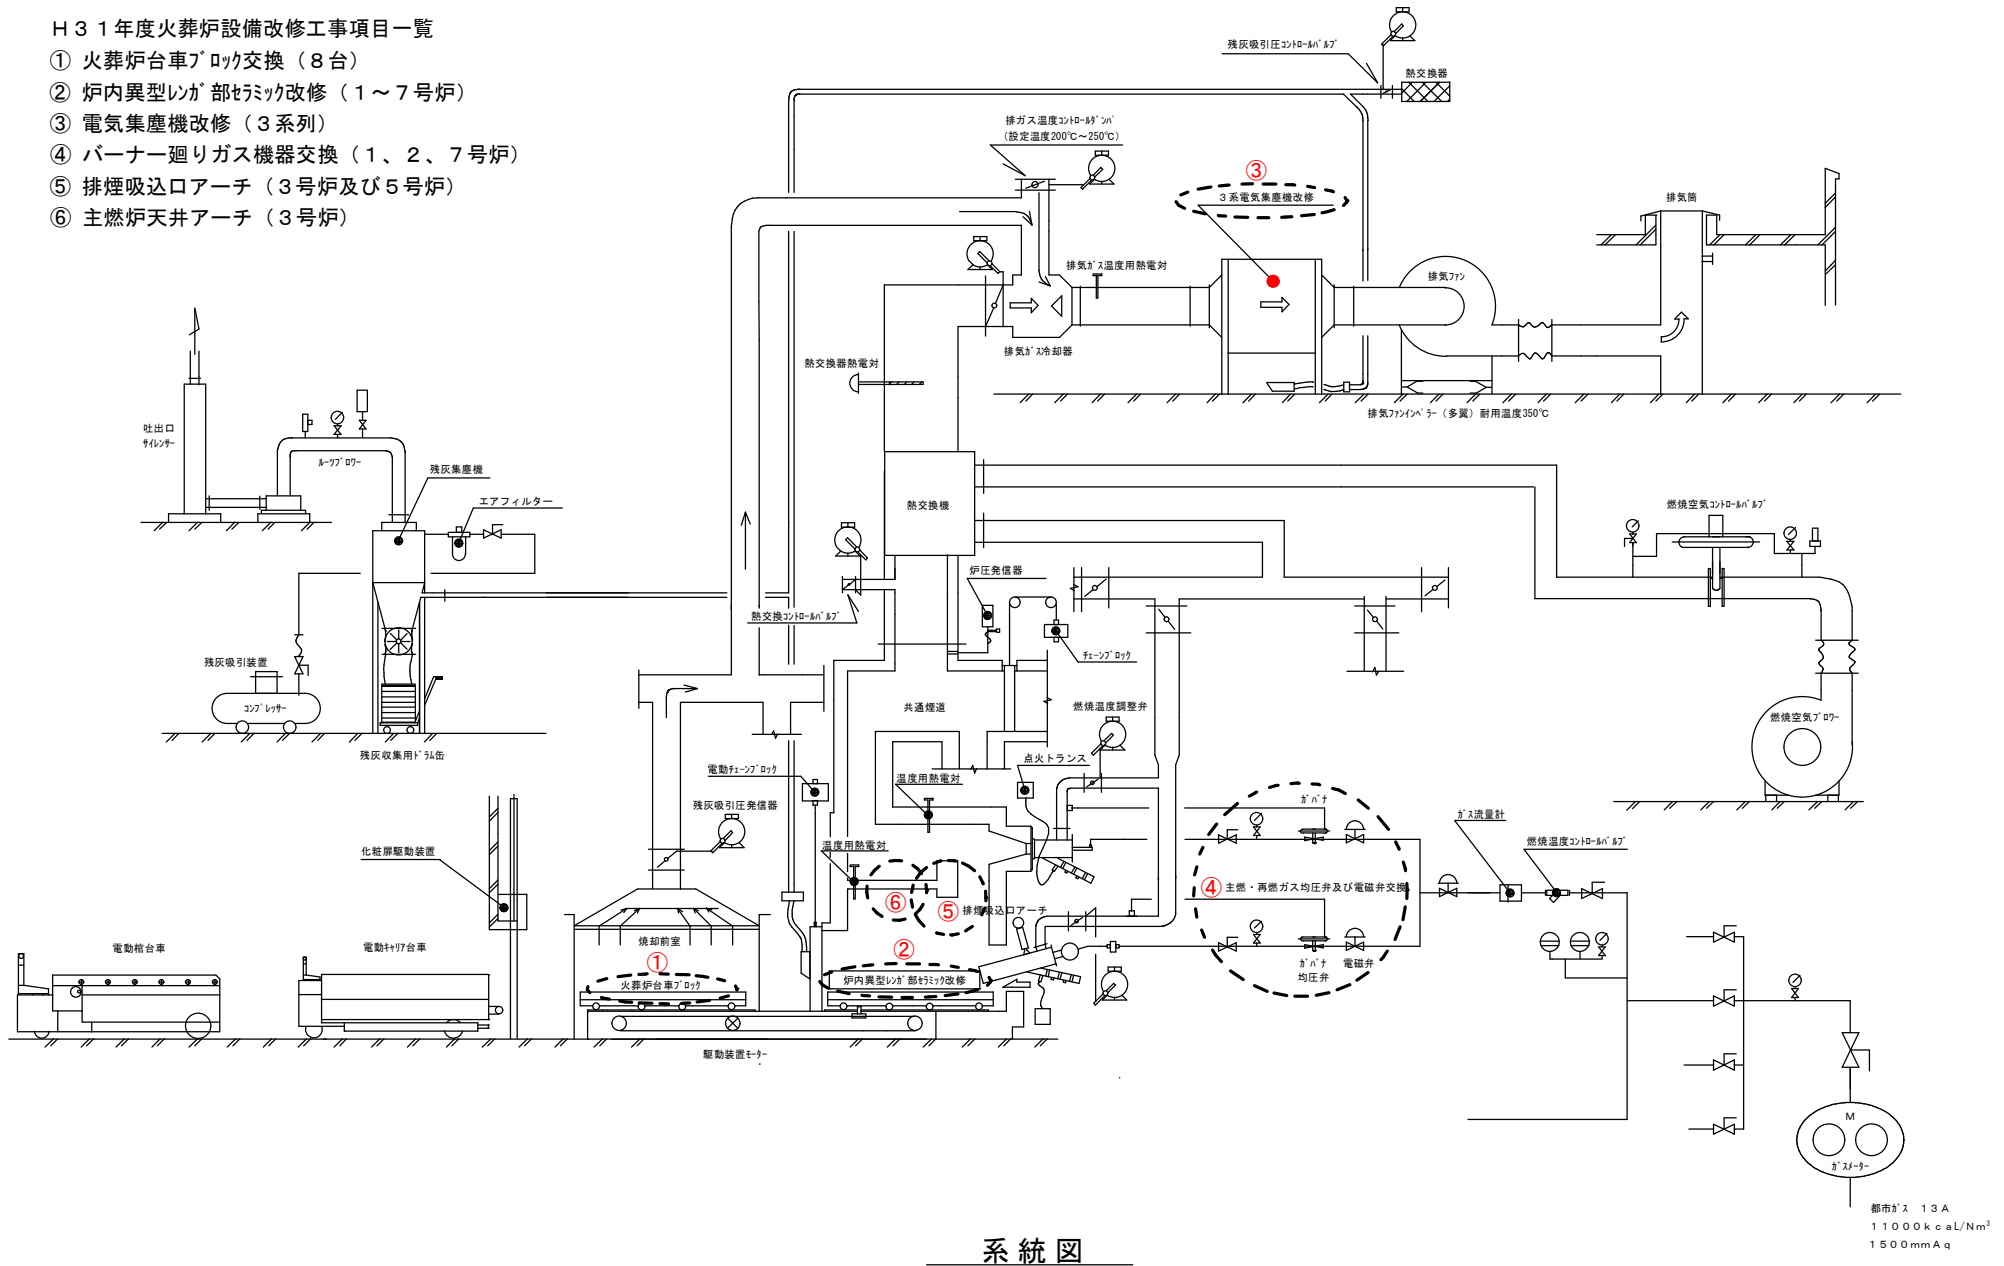 Ｈ３１年度火葬炉設備改修工事項目一覧
① 火葬炉台車ﾌﾞﾛｯｸ交換（８台）
② 炉内異型ﾚﾝｶﾞ部ｾﾗﾐｯｸ改修（１～７号炉）
③ 電気集塵機改修（３系列）
④ バーナー廻りガス機器交換（１、２、７号炉）
⑤ 排煙吸込口アーチ（３号炉及び５号炉）
⑥ 主燃炉天井アーチ（３号炉）
残灰吸引圧ｺﾝﾄﾛｰﾙﾊﾞﾙﾌﾞ
熱交換器
排ガス温度ｺﾝﾄﾛｰﾙﾀﾞﾝﾊﾟ
（設定温度200℃～250℃）
③
３系電気集塵機改修
排気筒
排気ｶﾞｽ温度用熱電対
排気ﾌｧﾝ
排気ｶﾞｽ冷却器
熱交換器熱電対
排気ﾌｧﾝｲﾝﾍﾟﾗｰ（多翼）耐用温度350℃
吐出口
ｻｲﾚﾝｻｰ
ﾙｰﾂﾌﾞﾛﾜｰ
残灰集塵機
エアフィルター
熱交換機
燃焼空気ｺﾝﾄﾛｰﾙﾊﾞﾙﾌﾞ
炉圧発信器
熱交換ｺﾝﾄﾛｰﾙﾊﾞﾙﾌﾞ
ﾁｪｰﾝﾌﾞﾛｯｸ
残灰吸引装置
ｺﾝﾌﾟﾚｯｻｰ
残灰収集用ﾄﾞﾗﾑ缶
共通煙道
燃焼温度調整弁
燃焼空気ﾌﾞﾛﾜｰ
点火トランス
電動ﾁｪｰﾝﾌﾞﾛｯｸ
温度用熱電対
残灰吸引圧発信器
ｶﾞﾊﾞﾅ
ｶﾞｽ流量計
燃焼温度ｺﾝﾄﾛｰﾙﾊﾞﾙﾌﾞ
化粧扉駆動装置
温度用熱電対
④ 主燃・再燃ガス均圧弁及び電磁弁交換
⑥
⑤ 排煙吸込口アーチ
焼却前室
電動棺台車
電動ｷｬﾘｱ台車
①
火葬炉台車ブロック
②
炉内異型ﾚﾝｶﾞ部ｾﾗﾐｯｸ改修
ｶﾞﾊﾞﾅ
均圧弁
電磁弁
駆動装置ﾓｰﾀｰ
M
ｶﾞｽﾒｰﾀｰ
都市ｶﾞｽ　１３Ａ
１１０００ｋｃａL/Nm³
１５００mmＡｑ
系統図